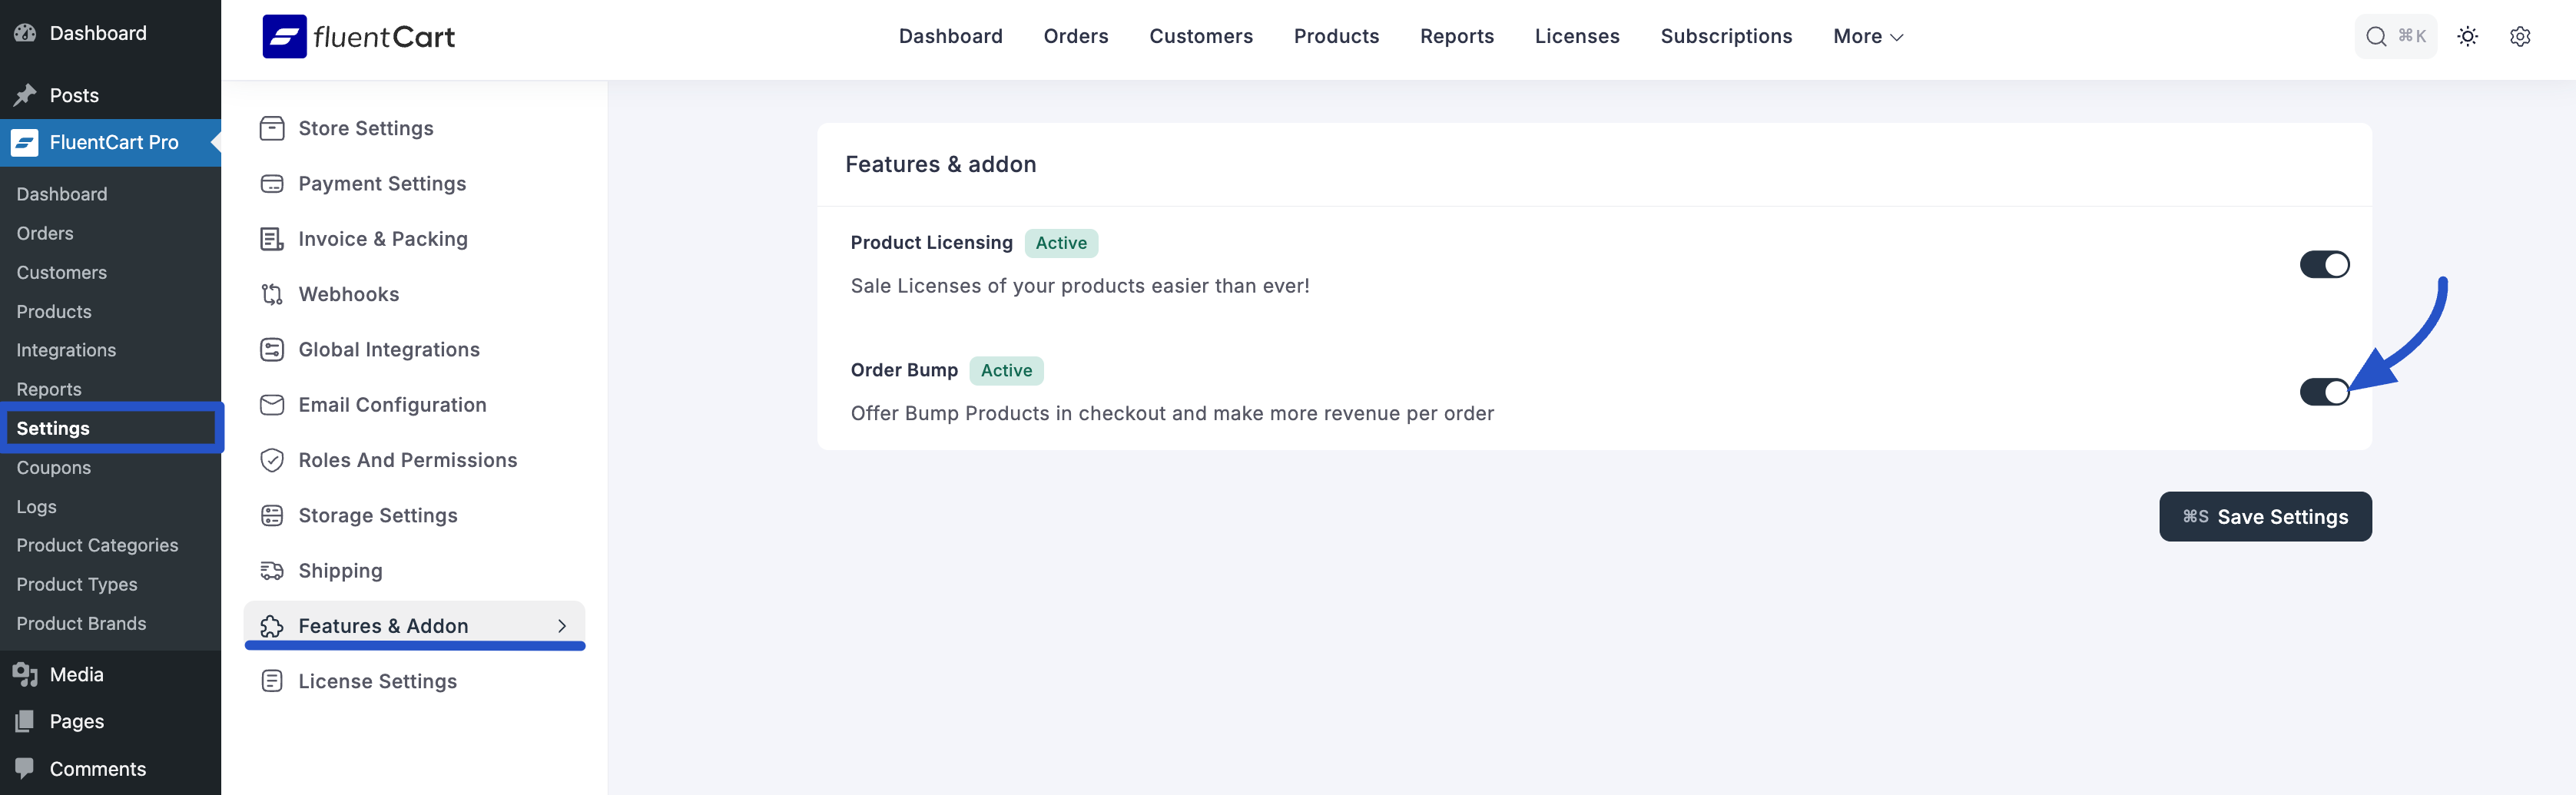 Dashboard
Posts
FluentCart Pro
Dashboard
Orders
Customers
Products
Integrations
Reports
Settings
Coupons
Logs
Product Categories
Product Types
Product Brands
Media
Pages
Comments
fluentCart
Dashboard Orders Customers Products Reports Licenses Subscriptions More
⌘K
Store Settings
Payment Settings
Invoice & Packing
Webhooks
Global Integrations
Email Configuration
Roles And Permissions
Storage Settings
Shipping
Features & Addon
License Settings
Features & addon
Product Licensing Active
Sale Licenses of your products easier than ever!
Order Bump Active
Offer Bump Products in checkout and make more revenue per order
⌘S Save Settings